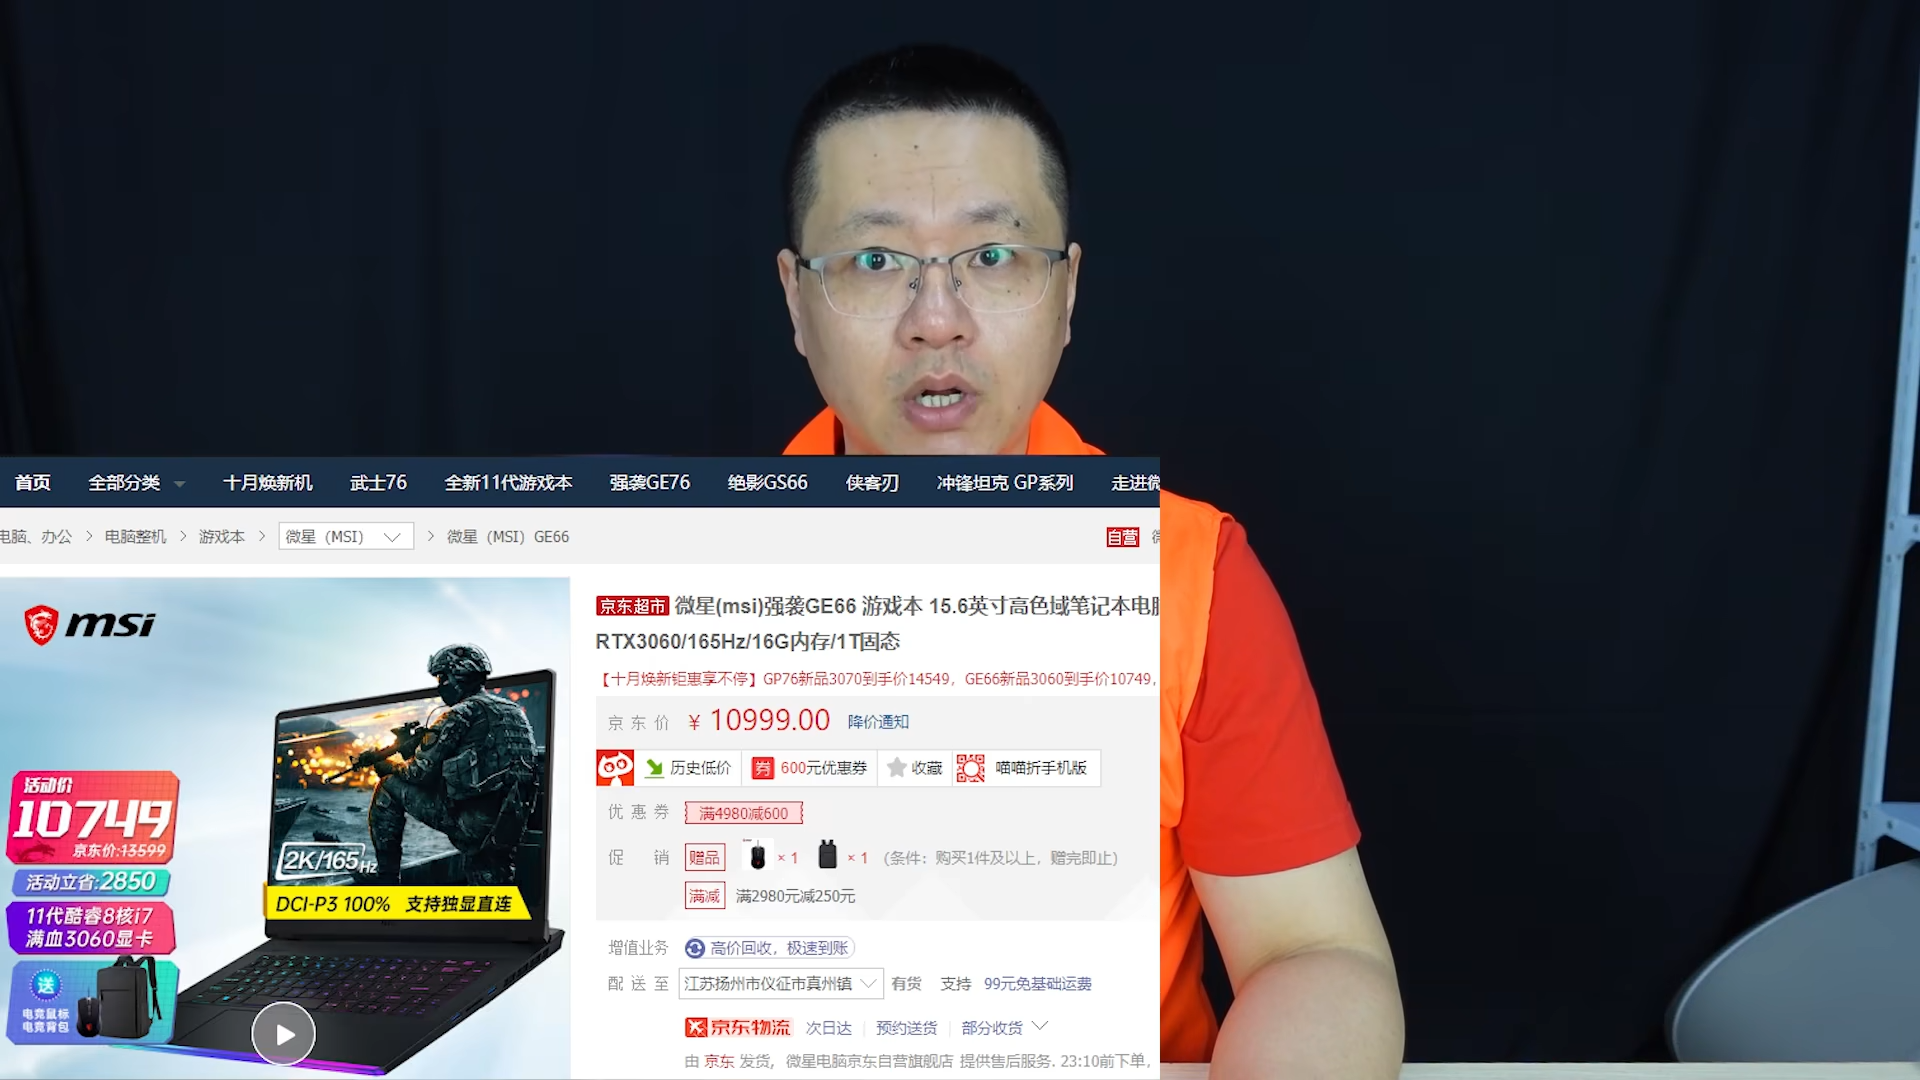 首页 全部分类 十月焕新机 武士76 全新11代游戏本 强袭GE76 绝影GS66 侠客刃 冲锋坦克 GP系列 走进微
电脑、办公 > 电脑整机 > 游戏本 > 微星（MSI） > 微星（MSI）GE66 自营
msi
活动价
10749
京东价:13599
活动立省:2850
11代酷睿8核i7
满血3060显卡
送
电竞鼠标
电竞背包
2K/165Hz
DCI-P3 100% 支持独显直连
京东超市 微星(msi)强袭GE66 游戏本 15.6英寸高色域笔记本电脑
RTX3060/165Hz/16G内存/1T固态
【十月焕新钜惠享不停】GP76新品3070到手价14549，GE66新品3060到手价10749，
京东价 ¥ 10999.00 降价通知
历史低价 券 600元优惠券 收藏 喵喵折手机版
优惠券 满4980减600
促销 赠品 × 1 × 1 （条件：购买1件及以上，赠完即止）
满减 满2980元减250元
增值业务 高价回收，极速到账
配送至 江苏扬州市仪征市真州镇 有货 支持 99元免基础运费
京东物流 次日达 预约送货 部分收货
由 京东 发货，微星电脑京东自营旗舰店 提供售后服务. 23:10前下单，